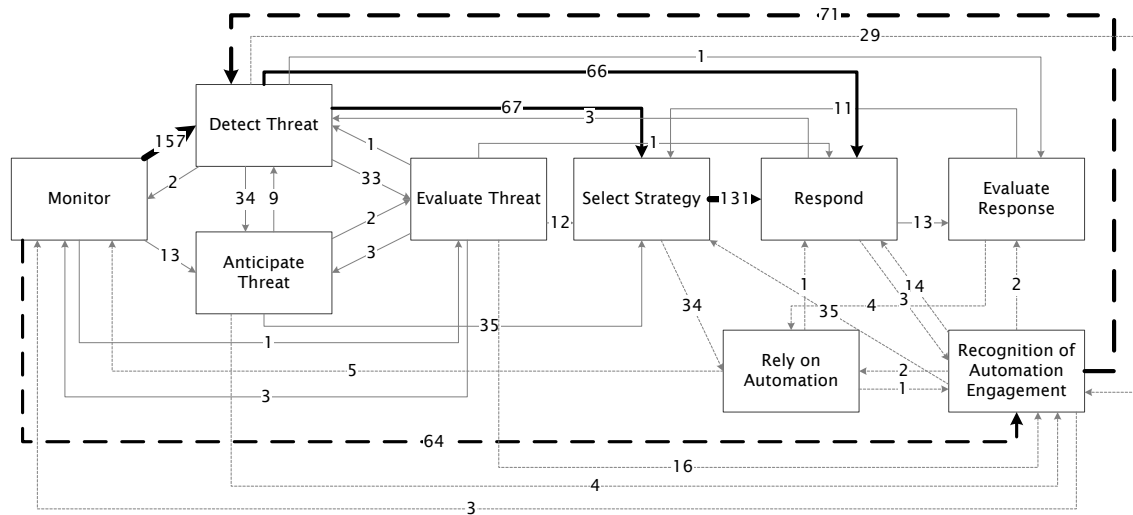 71
29
1
66
67
3
11
Detect Threat
157
1
1
2
33
34
9
2
Monitor
Evaluate Threat
12
Select Strategy
131
Respond
13
Evaluate
Response
13
Anticipate
Threat
3
34
1
4
3
14
35
2
35
1
5
Rely on
Automation
2
1
Recognition of
Automation
Engagement
3
64
16
4
3